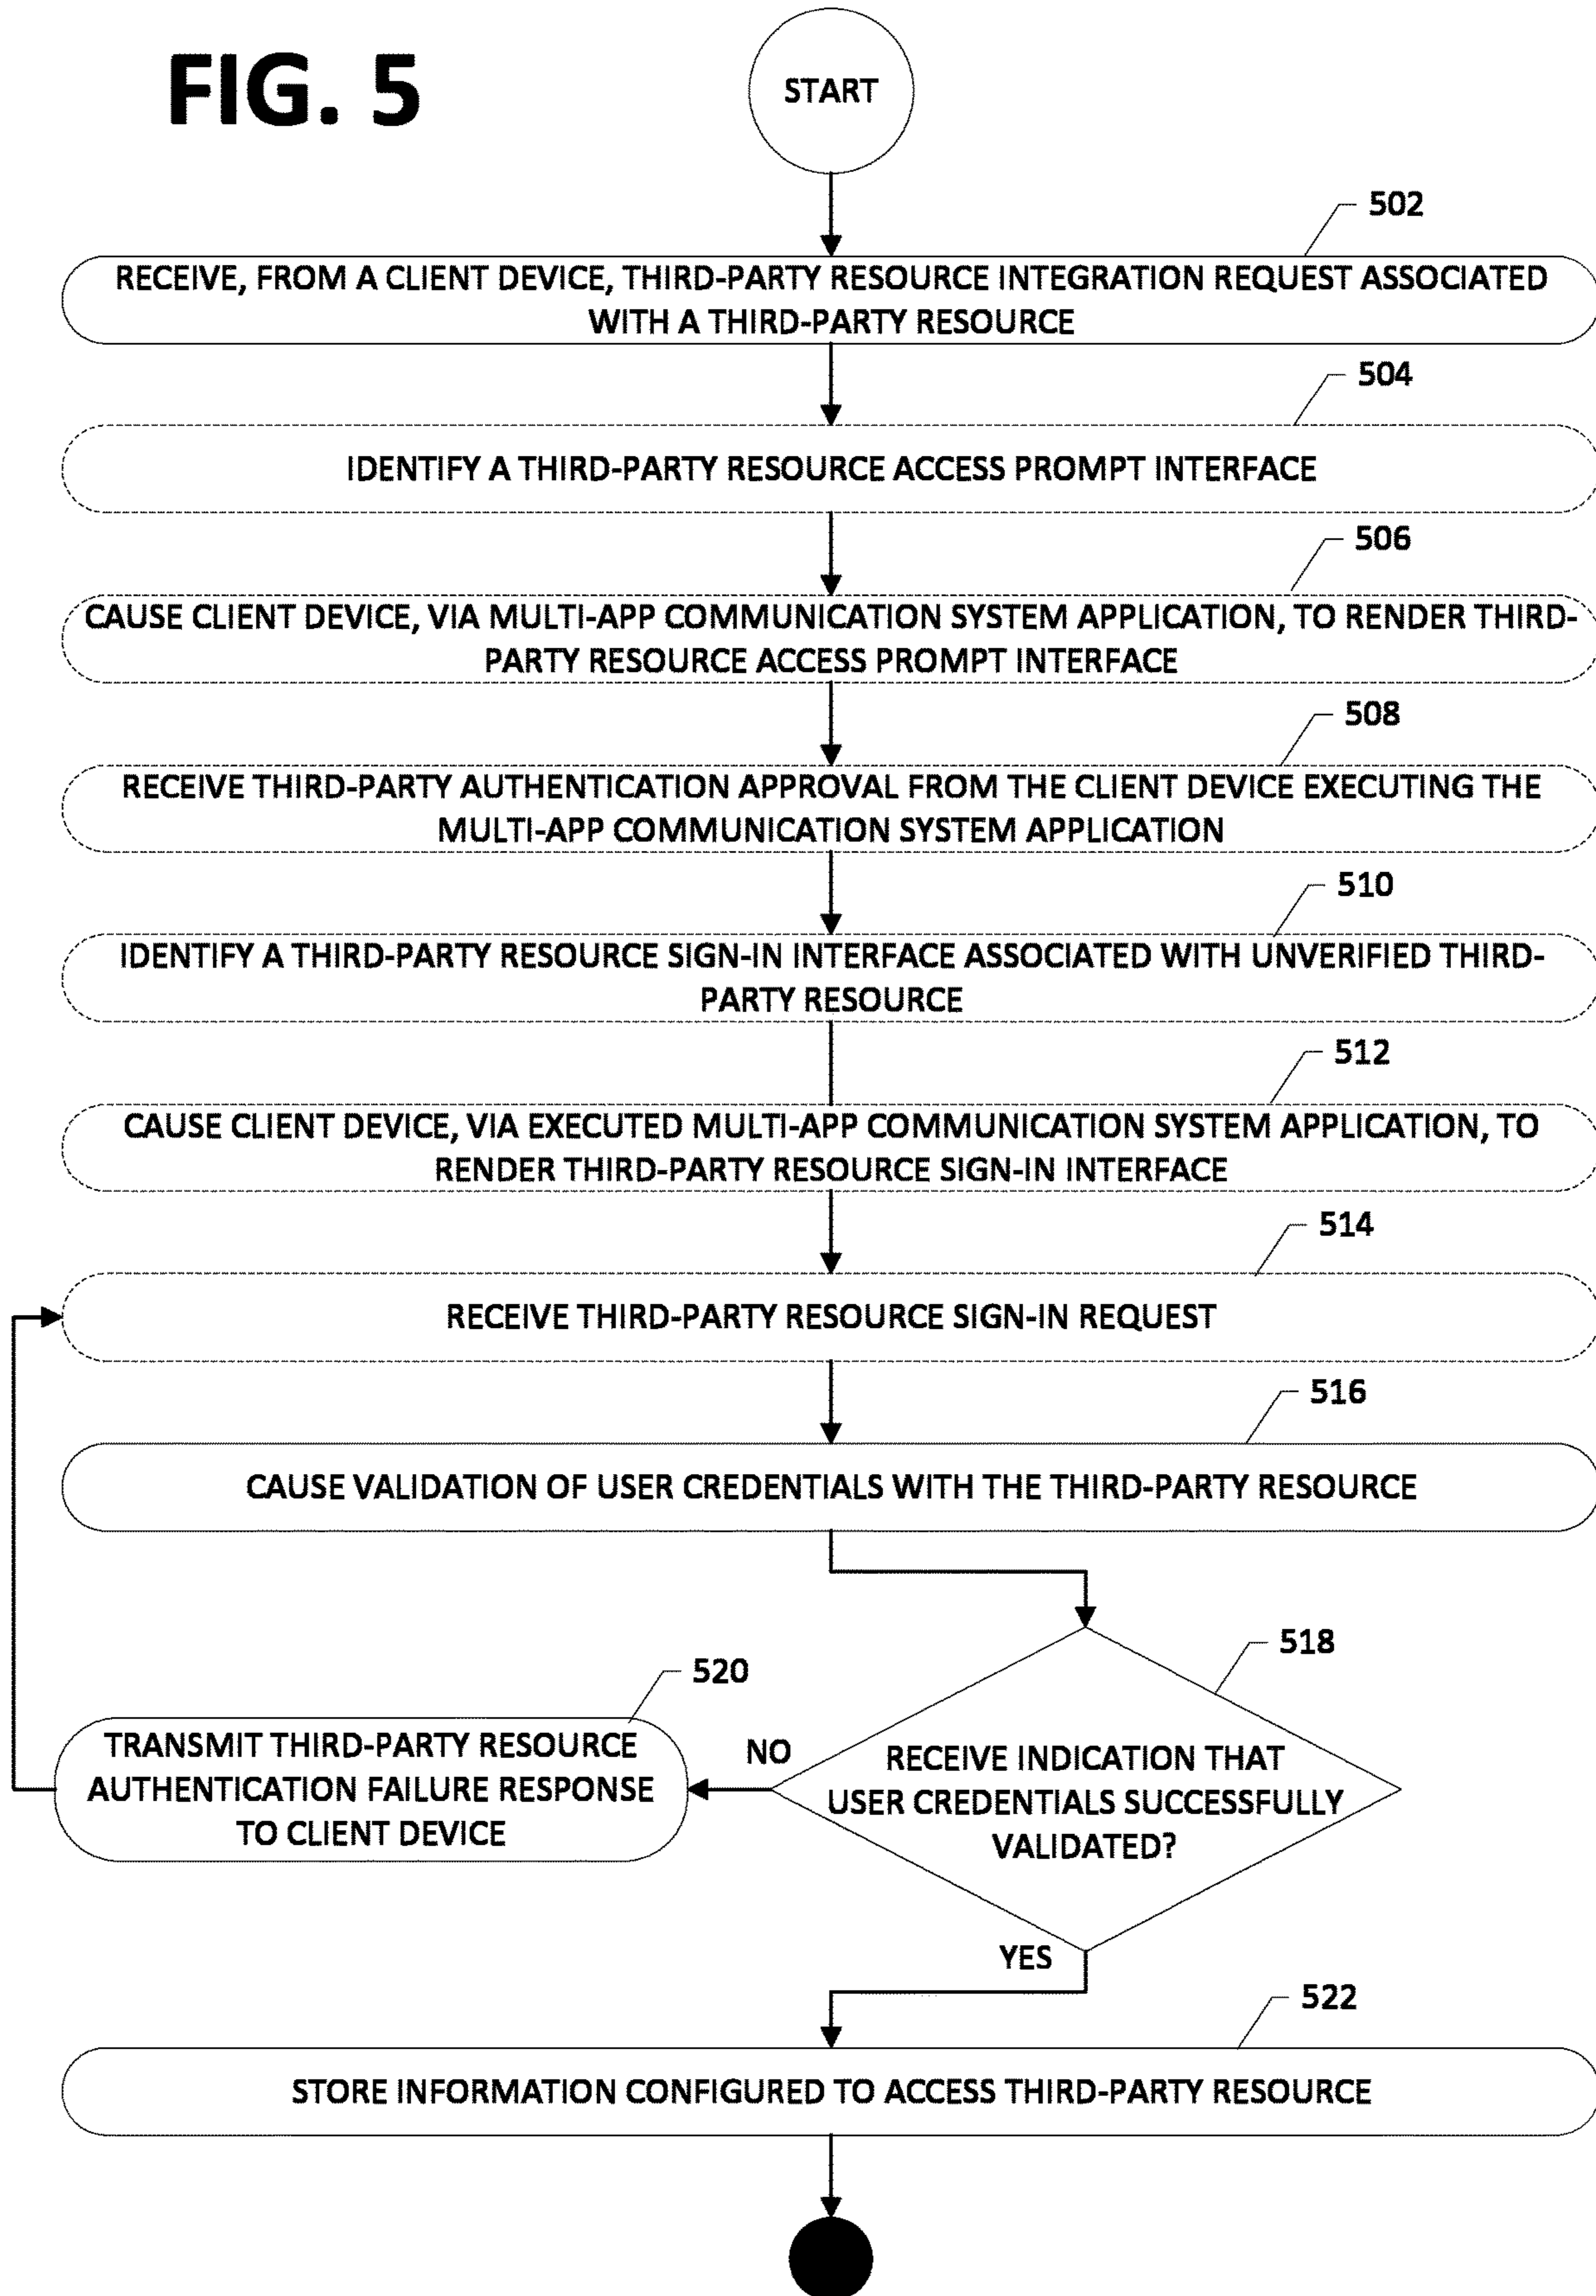 FIG. 5
START
502
RECEIVE, FROM A CLIENT DEVICE, THIRD-PARTY RESOURCE INTEGRATION REQUEST ASSOCIATED
WITH A THIRD-PARTY RESOURCE
504
IDENTIFY A THIRD-PARTY RESOURCE ACCESS PROMPT INTERFACE
506
CAUSE CLIENT DEVICE, VIA MULTI-APP COMMUNICATION SYSTEM APPLICATION, TO RENDER THIRD-
PARTY RESOURCE ACCESS PROMPT INTERFACE
508
RECEIVE THIRD-PARTY AUTHENTICATION APPROVAL FROM THE CLIENT DEVICE EXECUTING THE
MULTI-APP COMMUNICATION SYSTEM APPLICATION
510
IDENTIFY A THIRD-PARTY RESOURCE SIGN-IN INTERFACE ASSOCIATED WITH UNVERIFIED THIRD-
PARTY RESOURCE
512
CAUSE CLIENT DEVICE, VIA EXECUTED MULTI-APP COMMUNICATION SYSTEM APPLICATION, TO
RENDER THIRD-PARTY RESOURCE SIGN-IN INTERFACE
514
RECEIVE THIRD-PARTY RESOURCE SIGN-IN REQUEST
516
CAUSE VALIDATION OF USER CREDENTIALS WITH THE THIRD-PARTY RESOURCE
518
RECEIVE INDICATION THAT
USER CREDENTIALS SUCCESSFULLY
VALIDATED?
NO
520
TRANSMIT THIRD-PARTY RESOURCE
AUTHENTICATION FAILURE RESPONSE
TO CLIENT DEVICE
YES
522
STORE INFORMATION CONFIGURED TO ACCESS THIRD-PARTY RESOURCE